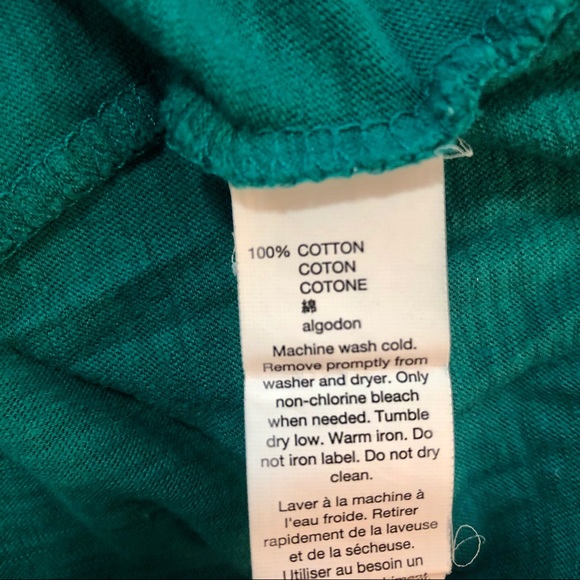 100% COTTON
COTON
COTONE
綿
algodon
Machine wash cold.
Remove promptly from
washer and dryer. Only
non-chlorine bleach
when needed. Tumble
dry low. Warm iron. Do
not iron label. Do not dry
clean.
Laver à la machine à
l'eau froide. Retirer
rapidement de la laveuse
et de la sécheuse.
Utiliser au besoin un